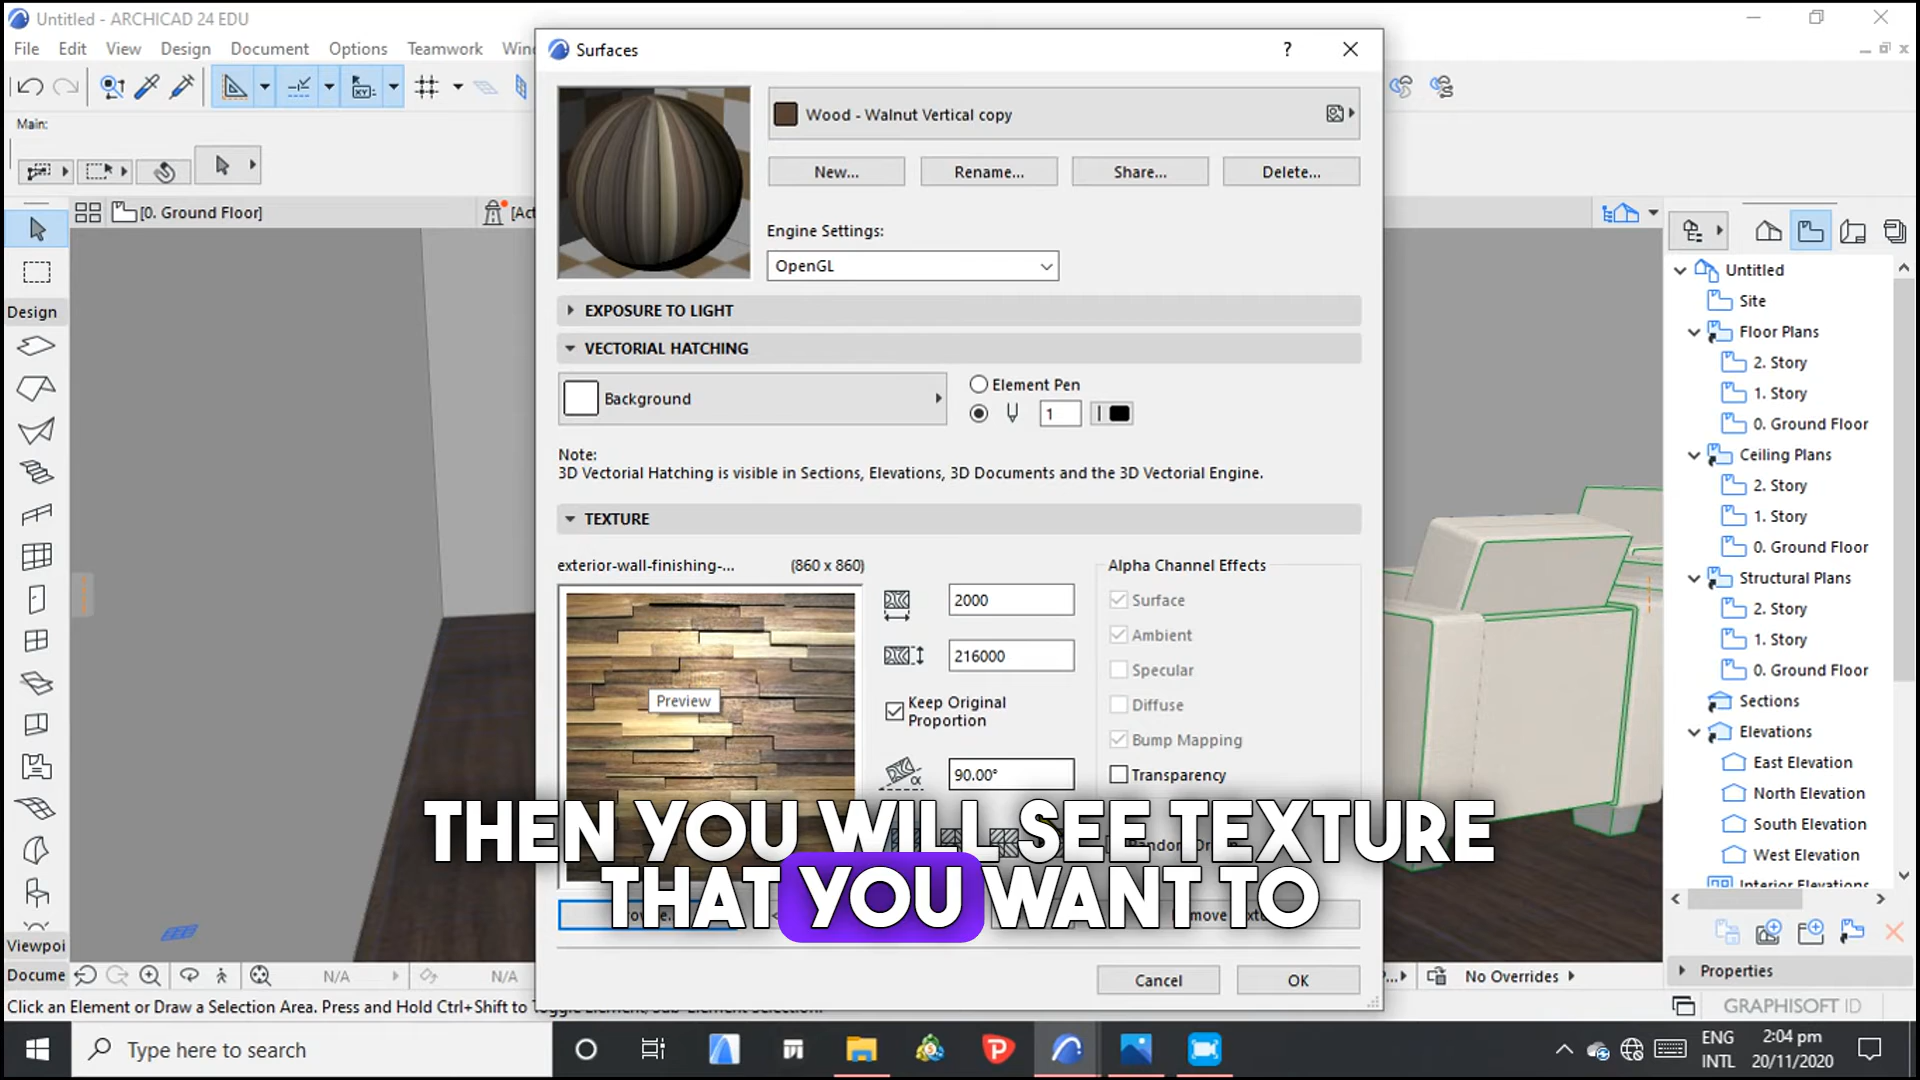 Untitled - ARCHICAD 24 EDU
File Edit View Design Document Options Teamwork
Main:
[0. Ground Floor]
Design
Viewpoi
Docume
N/A
N/A
Click an Element or Draw a Selection Area. Press and Hold Ctrl+Shift to Toggle Element/Sub-Element Selection.
Surfaces
?
Wood - Walnut Vertical copy
New... Rename... Share... Delete...
Engine Settings:
OpenGL
EXPOSURE TO LIGHT
VECTORIAL HATCHING
Background
Element Pen
1
Note:
3D Vectorial Hatching is visible in Sections, Elevations, 3D Documents and the 3D Vectorial Engine.
TEXTURE
exterior-wall-finishing-... (860 x 860)
Preview
2000
216000
Keep Original
Proportion
90.00°
Alpha Channel Effects
Surface
Ambient
Specular
Diffuse
Bump Mapping
Transparency
THEN YOU WILL SEE TEXTURE
THAT YOU WANT TO
Cancel OK
Untitled
Site
Floor Plans
2. Story
1. Story
0. Ground Floor
Ceiling Plans
2. Story
1. Story
0. Ground Floor
Structural Plans
2. Story
1. Story
0. Ground Floor
Sections
Elevations
East Elevation
North Elevation
South Elevation
West Elevation
Interior Elevations
Properties
No Overrides
GRAPHISOFT ID
Type here to search
ENG
INTL
2:04 pm
20/11/2020